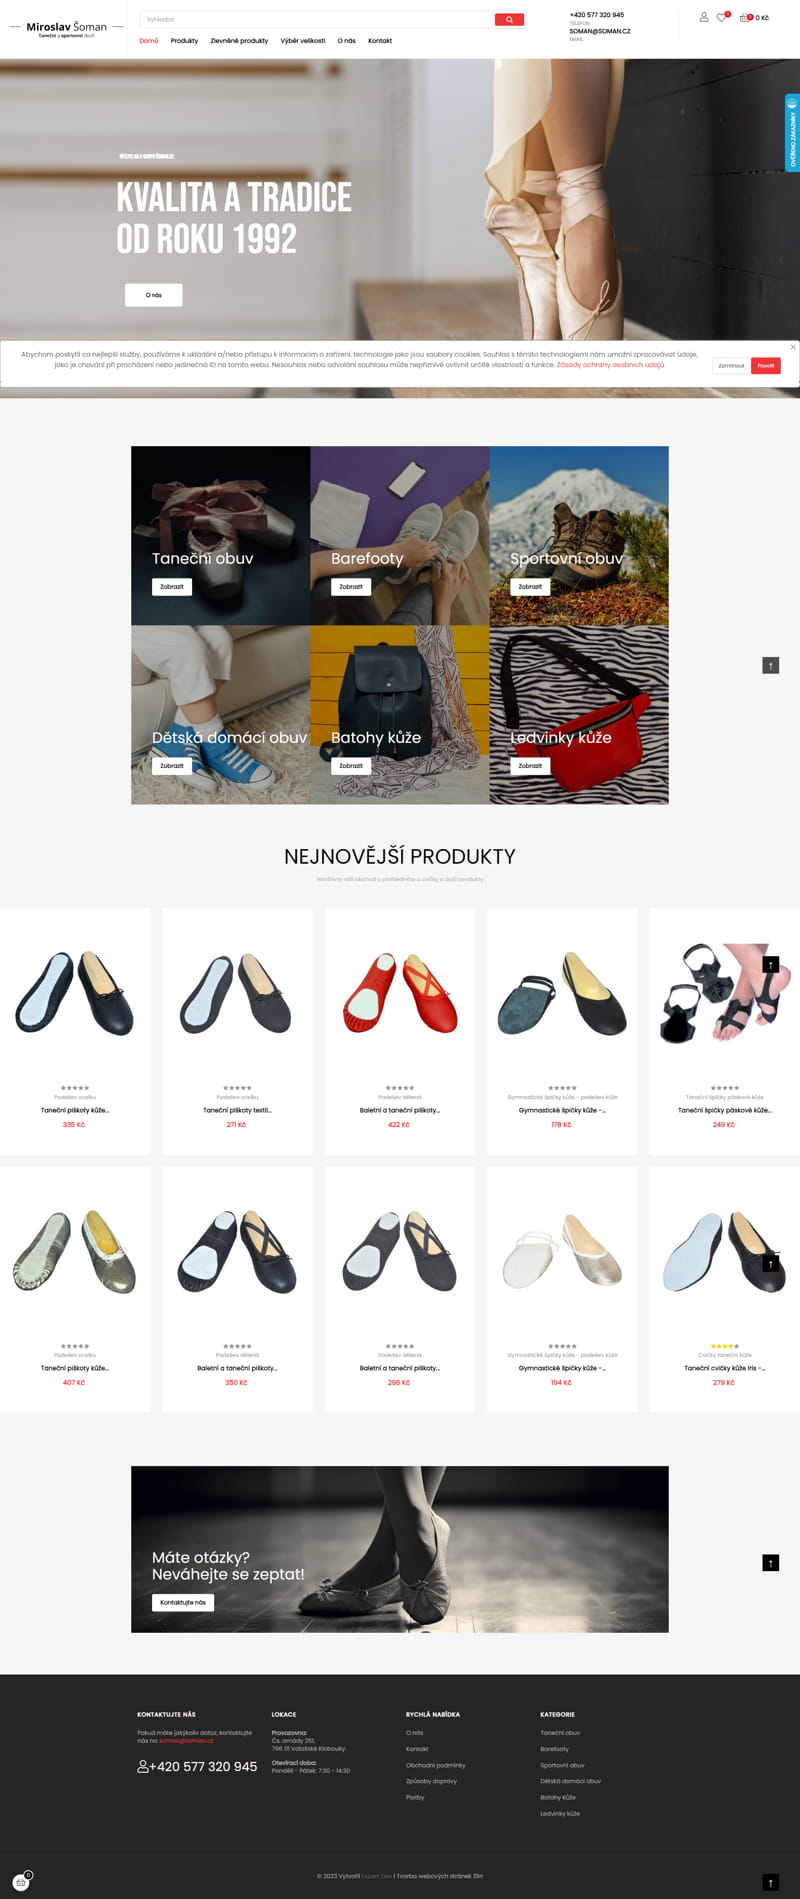 Miroslav Šoman
Taneční a sportovní zboží
Vyhledat
+420 577 320 945
TELEFON
SOMAN@SOMAN.CZ
EMAIL
0
0
0 Kč
Domů
Produkty
Zlevněné produkty
Výběr velikosti
O nás
Kontakt
OVĚŘENO ZÁKAZNÍKY
KVALITA A TRADICE
OD ROKU 1992
O nás
Abychom poskytli co nejlepší služby, používáme k ukládání a/nebo přístupu k informacím o zařízení, technologie jako jsou soubory cookies. Souhlas s těmito technologiemi nám umožní zpracovávat údaje,
jako je chování při procházení nebo jedinečná ID na tomto webu. Nesouhlas nebo odvolání souhlasu může nepříznivě ovlivnit určité vlastnosti a funkce. Zásady ochrany osobních údajů
Zamítnout
Povolit
Taneční obuv
Zobrazit
Barefooty
Zobrazit
Sportovní obuv
Zobrazit
Dětská domácí obuv
Zobrazit
Batohy kůže
Zobrazit
Ledvinky kůže
Zobrazit
NEJNOVĚJŠÍ PRODUKTY
Navštivte náš obchod a prohlédněte si cvičky a další produkty
Podešev vcelku
Taneční piškoty kůže...
335 Kč
Podešev vcelku
Taneční piškoty textil...
271 Kč
Podešev dělená
Baletní a taneční piškoty...
422 Kč
Gymnastické špičky kůže - podešev kůže
Gymnastické špičky kůže -...
178 Kč
Taneční špičky páskové kůže
Taneční špičky páskové kůže...
249 Kč
Podešev vcelku
Taneční piškoty kůže...
407 Kč
Podešev dělená
Baletní a taneční piškoty...
350 Kč
Podešev dělená
Baletní a taneční piškoty...
296 Kč
Gymnastické špičky kůže - podešev kůže
Gymnastické špičky kůže -...
194 Kč
Cvičky taneční kůže
Taneční cvičky kůže Iris -...
279 Kč
Máte otázky?
Neváhejte se zeptat!
Kontaktujte nás
KONTAKTUJTE NÁS
Pokud máte jakýkoliv dotaz, kontaktujte
nás na soman@soman.cz
+420 577 320 945
LOKACE
Provozovna:
Čs. armády 251,
766 01 Valašské Klobouky.
Otevírací doba:
Pondělí - Pátek: 7:30 - 14:30
RYCHLÁ NABÍDKA
O nás
Kontakt
Obchodní podmínky
Způsoby dopravy
Platby
KATEGORIE
Taneční obuv
Barefooty
Sportovní obuv
Dětská domácí obuv
Batohy kůže
Ledvinky kůže
© 2023 Vytvořil Espert Dev | Tvorba webových stránek Zlín
0